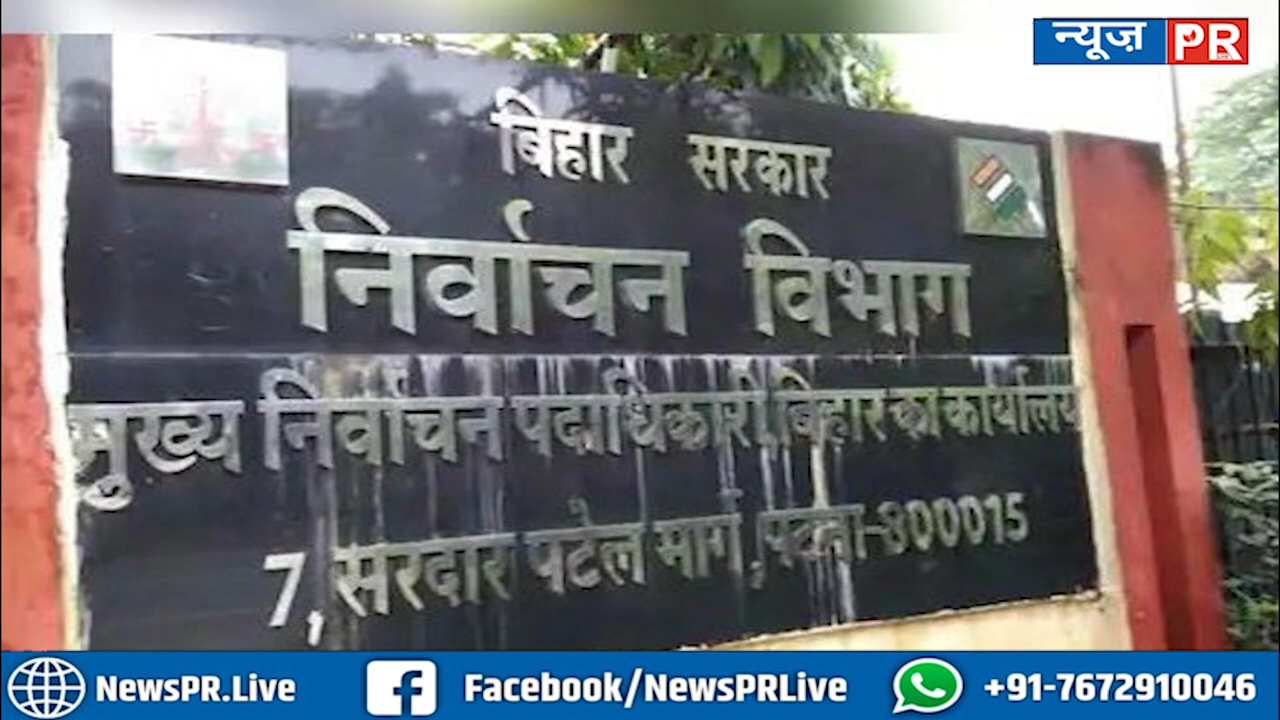 न्यूज़ PR
बिहार सरकार
निर्वाचन विभाग
मुख्य निर्वाचन पदाधिकारी, बिहार का कार्यालय
7, सरदार पटेल मार्ग, पटना-800015
NewsPR.Live Facebook/NewsPRLive +91-7672910046